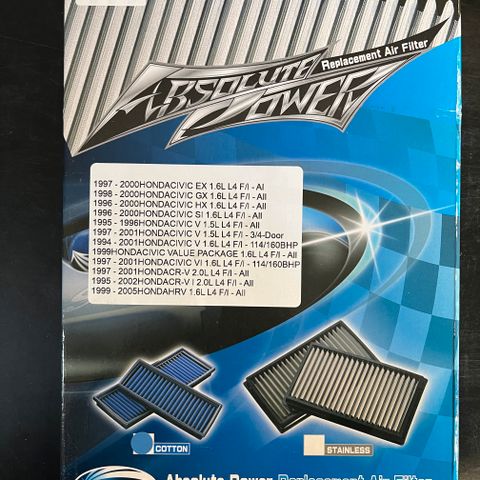 Replacement Air Filter
ABSOLUTE
POWER
1997 - 2000HONDACIVIC EX 1.6L L4 F/I - Al
1998 - 2000HONDACIVIC GX 1.6L L4 F/I - All
1996 - 2000HONDACIVIC HX 1.6L L4 F/I - All
1996 - 2000HONDACIVIC SI 1.6L L4 F/I - All
1995 - 1996HONDACIVIC V 1.5L L4 F/I - All
1997 - 2001HONDACIVIC V 1.5L L4 F/I - 3/4-Door
1994 - 2001HONDACIVIC V 1.6L L4 F/I - 114/160BHP
1999HONDACIVIC VALUE PACKAGE 1.6L L4 F/I - All
1997 - 2001HONDACIVIC VI 1.6L L4 F/I - 114/160BHP
1997 - 2001HONDACR-V 2.0L L4 F/I - All
1995 - 2002HONDACR-V I 2.0L L4 F/I - All
1999 - 2005HONDAHRV 1.6L L4 F/I - All
COTTON
STAINLESS
Absolute Power Replacement Air Filter